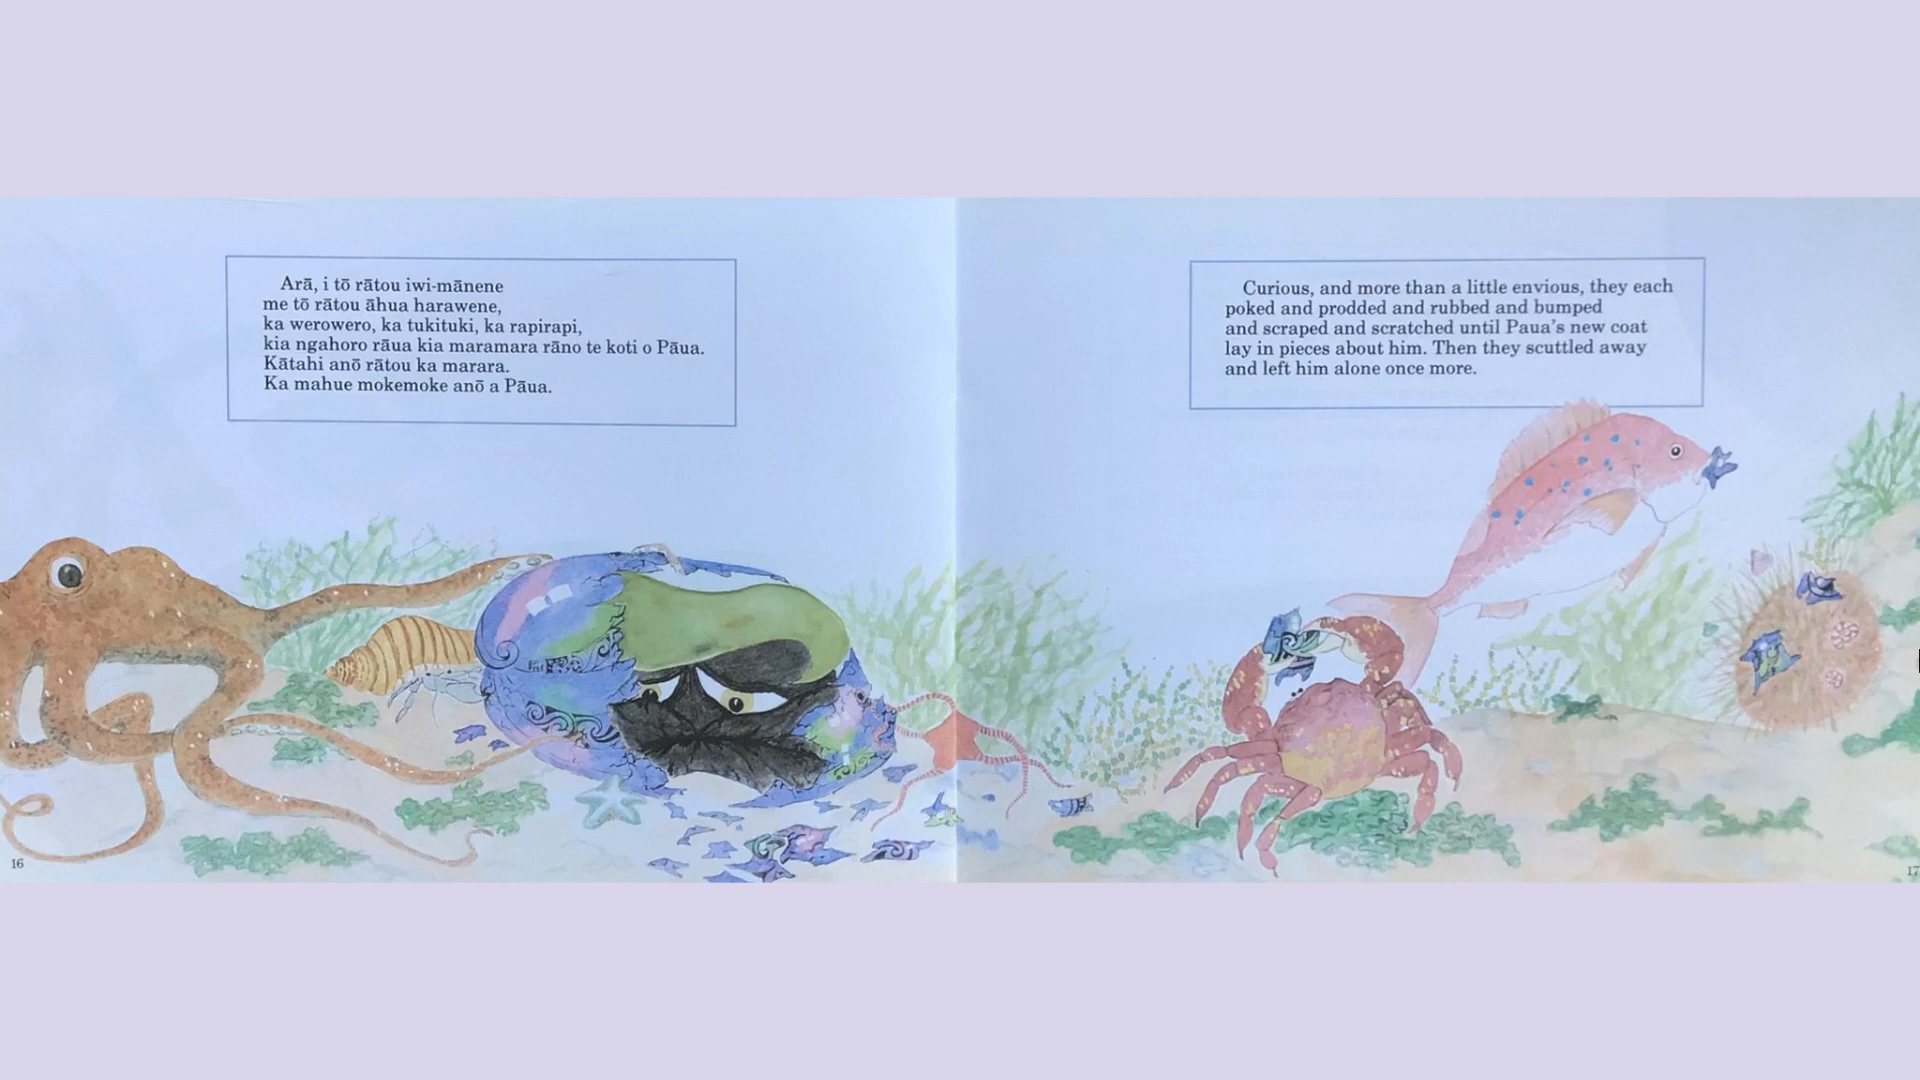 Arā, i tō rātou iwi-mānene
me tō rātou āhua harawene,
ka werowero, ka tukituki, ka rapirapi,
kia ngahoro rāua kia maramara rāno te koti o Pāua.
Kātahi anō rātou ka marara.
Ka mahue mokemoke anō a Pāua.
16
Curious, and more than a little envious, they each
poked and prodded and rubbed and bumped
and scraped and scratched until Paua's new coat
lay in pieces about him. Then they scuttled away
and left him alone once more.
17